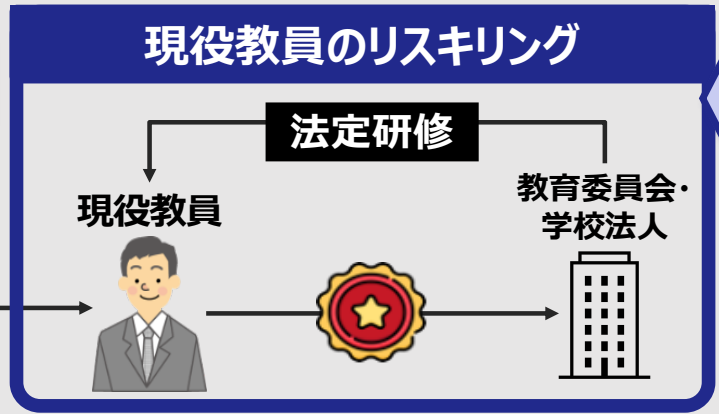 現役教員のリスキリング
法定研修
現役教員
教育委員会・
学校法人